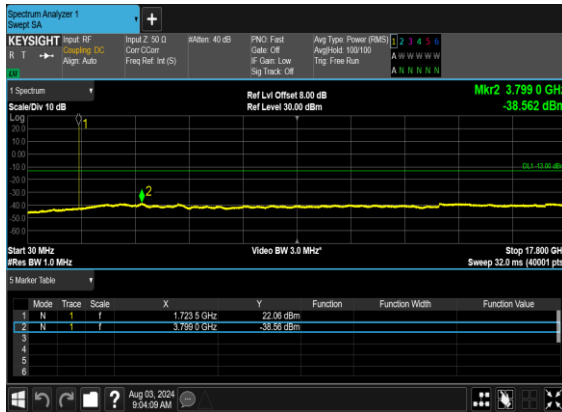 Spectrum Analyzer 1
Swept SA
+
KEYSIGHT Input: RF Input Z: 50 Ω #Atten: 40 dB PNO: Fast Avg Type: Power (RMS) 1 2 3 4 5 6
R T Coupling: DC Corr CCorr Gate: Off Avg|Hold: 100/100 A W W W W W
Align: Auto Freq Ref: Int (S) IF Gain: Low Trig: Free Run
Sig Track: Off A N N N N N
1 Spectrum Ref Lvl Offset 8.00 dB Mkr2 3.799 0 GHz
Scale/Div 10 dB Ref Level 30.00 dBm -38.562 dBm
Log
1
20.0
10.0
0.00
-10.0 DL1 -13.00 dB
-20.0
-30.0
2
-40.0
-50.0
-60.0
Start 30 MHz Video BW 3.0 MHz* Stop 17.800 GH
#Res BW 1.0 MHz Sweep 32.0 ms (40001 pts
5 Marker Table
Mode Trace Scale X Y Function Function Width Function Value
1 N 1 f 1.723 5 GHz 22.06 dBm
2 N 1 f 3.799 0 GHz -38.56 dBm
3
4
5
6
? Aug 03, 2024
9:04:09 AM